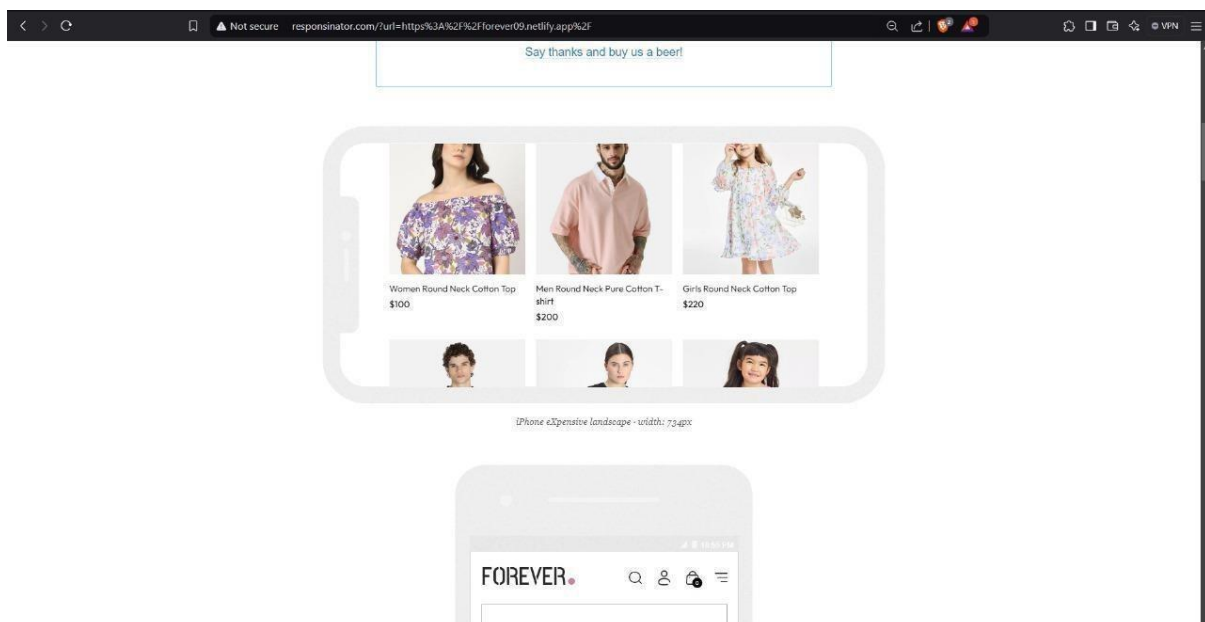 Not secure responsinator.com/?url=https%3A%2F%2Fforever09.netlify.app%2F VPN
Say thanks and buy us a beer!
Women Round Neck Cotton Top
$100
Men Round Neck Pure Cotton T-
shirt
$200
Girls Round Neck Cotton Top
$220
iPhone eXpensive landscape - width: 734px
FOREVER.
0